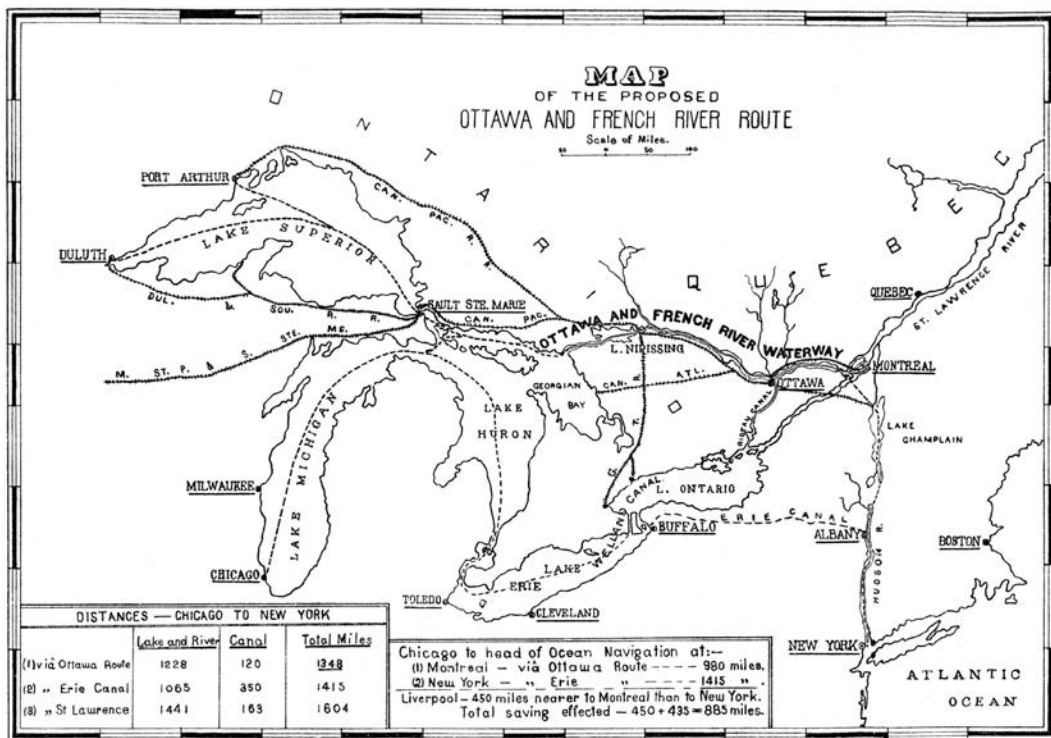 MAP
OF THE PROPOSED
OTTAWA AND FRENCH RIVER ROUTE
Scale of Miles.
50 0 50 100
ONTARIO
QUEBEC
PORT ARTHUR
CAN. PAC. R. R.
LAKE SUPERIOR
DULUTH
DUL. & SOU. R. R.
SAULT STE. MARIE
CAN. PAC.
M. ST. P. & S. STE. ME.
OTTAWA AND FRENCH RIVER WATERWAY
L. NIPISSING
QUEBEC
ST. LAWRENCE RIVER
MONTREAL
OTTAWA
CAN. ATL. R.
GEORGIAN
BAY
G. T. R.
RIDEAU CANAL
LAKE
CHAMPLAIN
LAKE
HURON
LAKE MICHIGAN
MILWAUKEE
L. ONTARIO
WELLAND CANAL
BUFFALO
ERIE CANAL
ALBANY
HUDSON R.
BOSTON
CHICAGO
LAKE
ERIE
TOLEDO
CLEVELAND
NEW YORK
ATLANTIC
OCEAN
DISTANCES — CHICAGO TO NEW YORK
Lake and River Canal Total Miles
(1) via Ottawa Route 1228 120 1348
(2) " Erie Canal 1065 350 1415
(3) " St Lawrence 1441 163 1604
Chicago to head of Ocean Navigation at:--
(1) Montreal - via Ottawa Route ---- 980 miles.
(2) New York - " Erie " ---- 1415 " .
Liverpool - 450 miles nearer to Montreal than to New York.
Total saving effected - 450 + 435 = 885 miles.